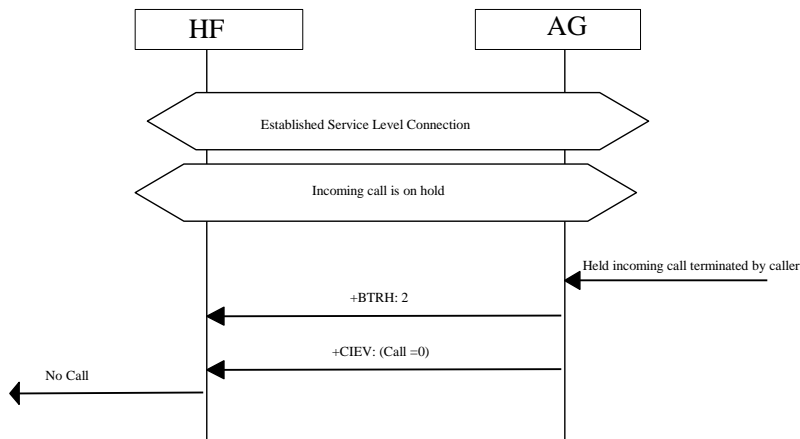 HF
AG
Established Service Level Connection
Incoming call is on hold
Held incoming call terminated by caller
+BTRH: 2
+CIEV: (Call =0)
No Call